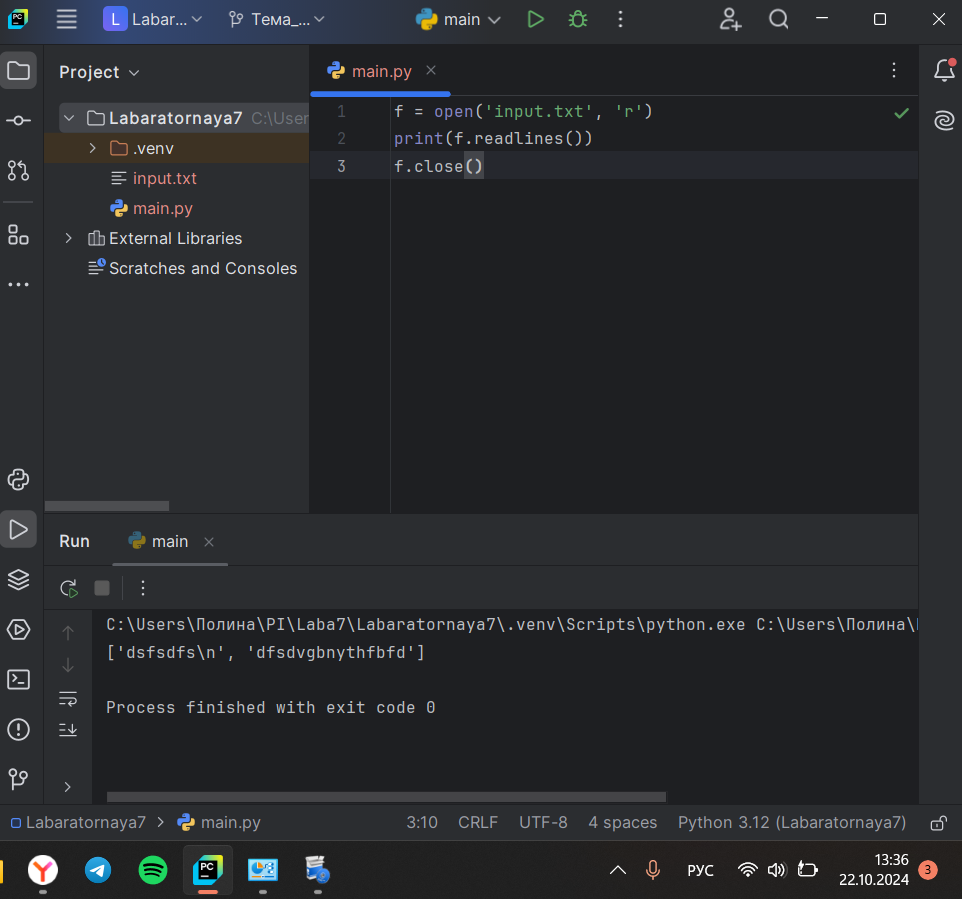 PC
L Labar... Тема_... main
Project
main.py
Labaratornaya7 C:\User
.venv
input.txt
main.py
External Libraries
Scratches and Consoles
1 f = open('input.txt', 'r')
2 print(f.readlines())
3 f.close()
Run main
C:\Users\Полина\PI\Laba7\Labaratornaya7\.venv\Scripts\python.exe C:\Users\Полина\
['dsfsdfs\n', 'dfsdvgbnythfbfd']
Process finished with exit code 0
Labaratornaya7 main.py 3:10 CRLF UTF-8 4 spaces Python 3.12 (Labaratornaya7)
Y PC РУС 13:36
22.10.2024 3